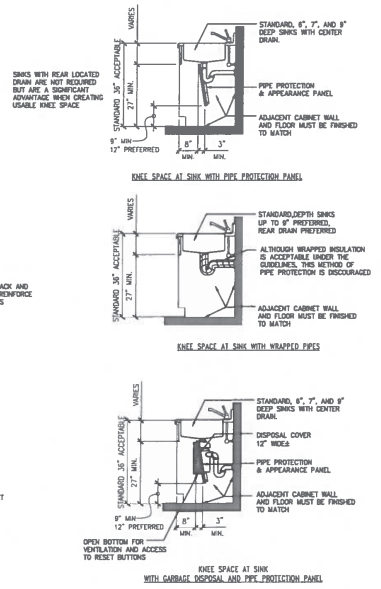 VARIES
STANDARD, 6", 7", AND 9"
DEEP SINKS WITH CENTER
DRAIN.
STANDARD 36" ACCEPTABLE
27" MIN.
SINKS WITH REAR LOCATED
DRAIN ARE NOT REQUIRED
BUT ARE A SIGNIFICANT
ADVANTAGE WHEN CREATING
USABLE KNEE SPACE
PIPE PROTECTION
& APPEARANCE PANEL
ADJACENT CABINET WALL
AND FLOOR MUST BE FINISHED
TO MATCH
9" MIN
12" PREFERRED
8"
MIN.
3"
MIN.
KNEE SPACE AT SINK WITH PIPE PROTECTION PANEL
VARIES
STANDARD,DEPTH SINKS
UP TO 9" PREFERRED,
REAR DRAIN PREFERRED
STANDARD 36" ACCEPTABLE
27" MIN.
ALTHOUGH WRAPPED INSULATION
IS ACCEPTABLE UNDER THE
GUIDELINES, THIS METHOD OF
PIPE PROTECTION IS DISCOURAGED
ACK AND
REINFORCE
S
ADJACENT CABINET WALL
AND FLOOR MUST BE FINISHED
TO MATCH
KNEE SPACE AT SINK WITH WRAPPED PIPES
VARIES
STANDARD, 6", 7", AND 9"
DEEP SINKS WITH CENTER
DRAIN.
STANDARD 36" ACCEPTABLE
27" MIN.
DISPOSAL COVER
12" WIDE±
PIPE PROTECTION
& APPEARANCE PANEL
ADJACENT CABINET WALL
AND FLOOR MUST BE FINISHED
TO MATCH
T
9" MIN
12" PREFERRED
8"
MIN.
3"
MIN.
OPEN BOTTOM FOR
VENTILATION AND ACCESS
TO RESET BUTTONS
KNEE SPACE AT SINK
WITH GARBAGE DISPOSAL AND PIPE PROTECTION PANEL